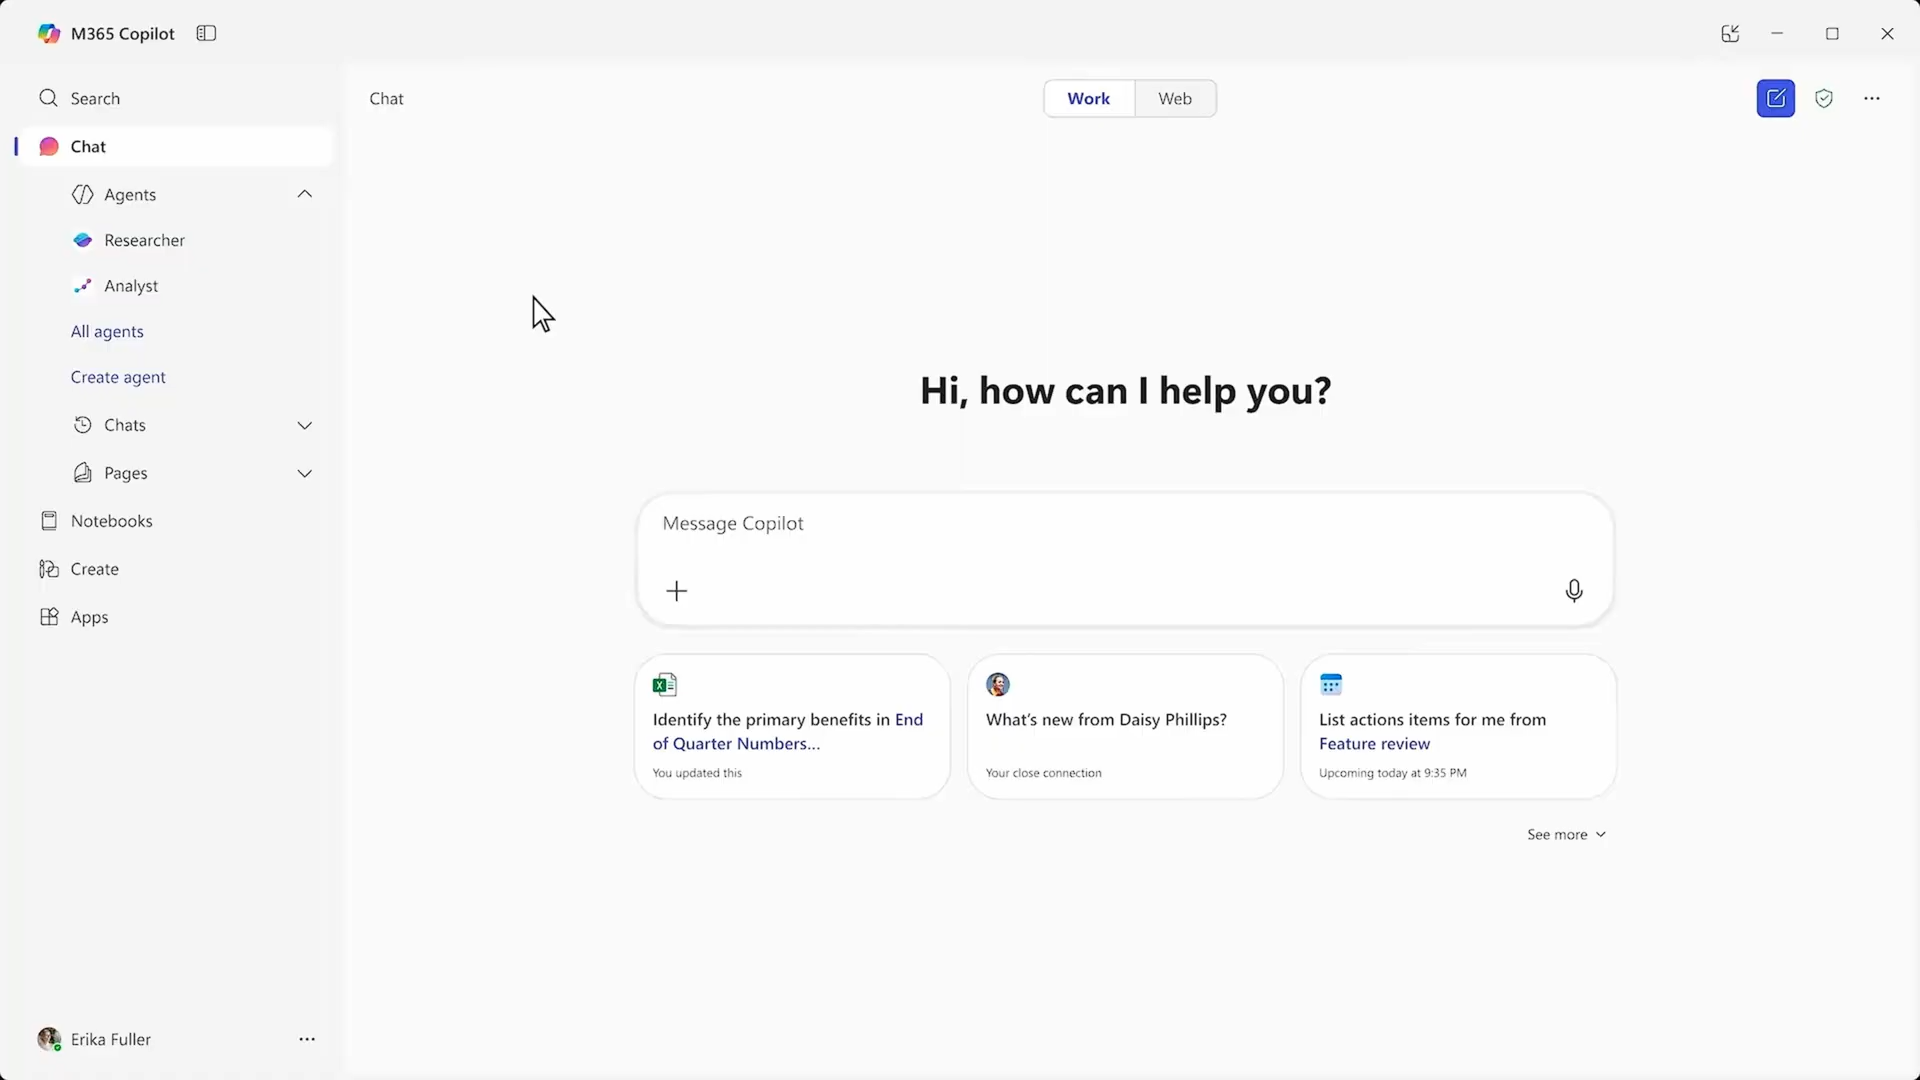 M365 Copilot
Search
Chat
Agents
Researcher
Analyst
All agents
Create agent
Chats
Pages
Notebooks
Create
Apps
Erika Fuller
Chat
Work
Web
Hi, how can I help you?
Message Copilot
Identify the primary benefits in End
of Quarter Numbers...
You updated this
What's new from Daisy Phillips?
Your close connection
List actions items for me from
Feature review
Upcoming today at 9:35 PM
See more